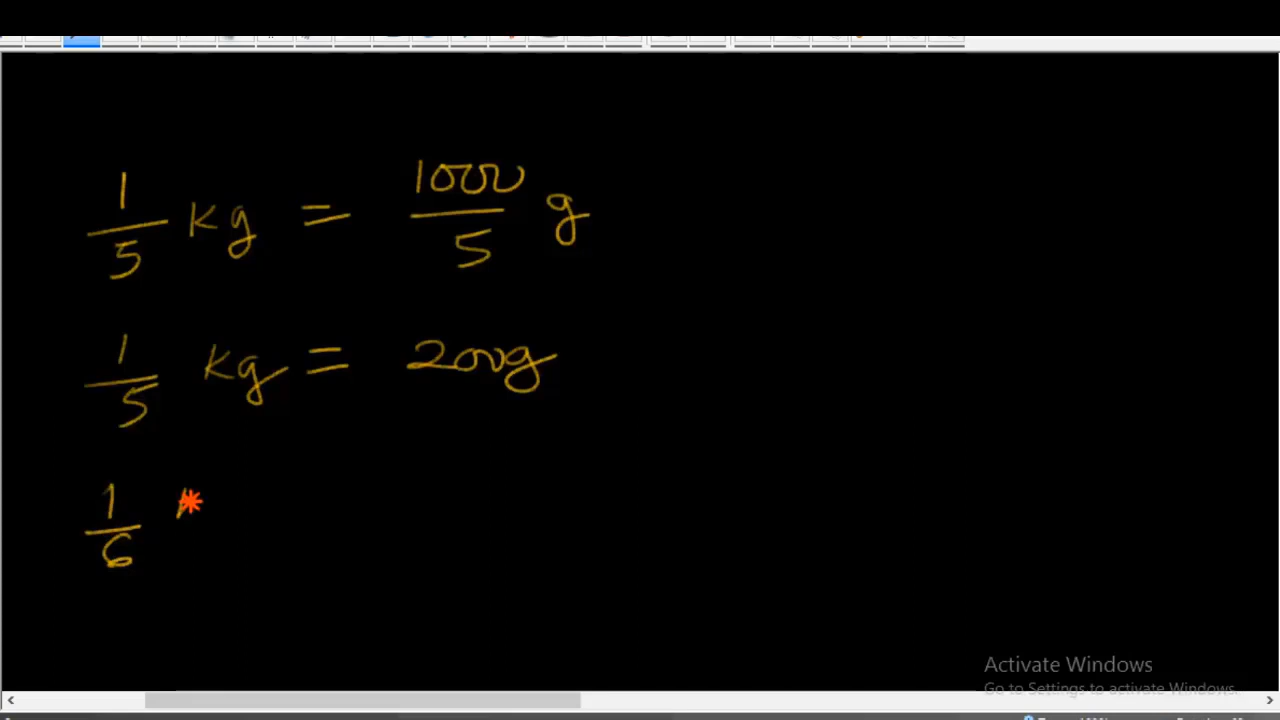 1/5 kg = 1000/5 g
1/5 kg = 200g
1/6
Activate Windows
Go to Settings to activate Windows.